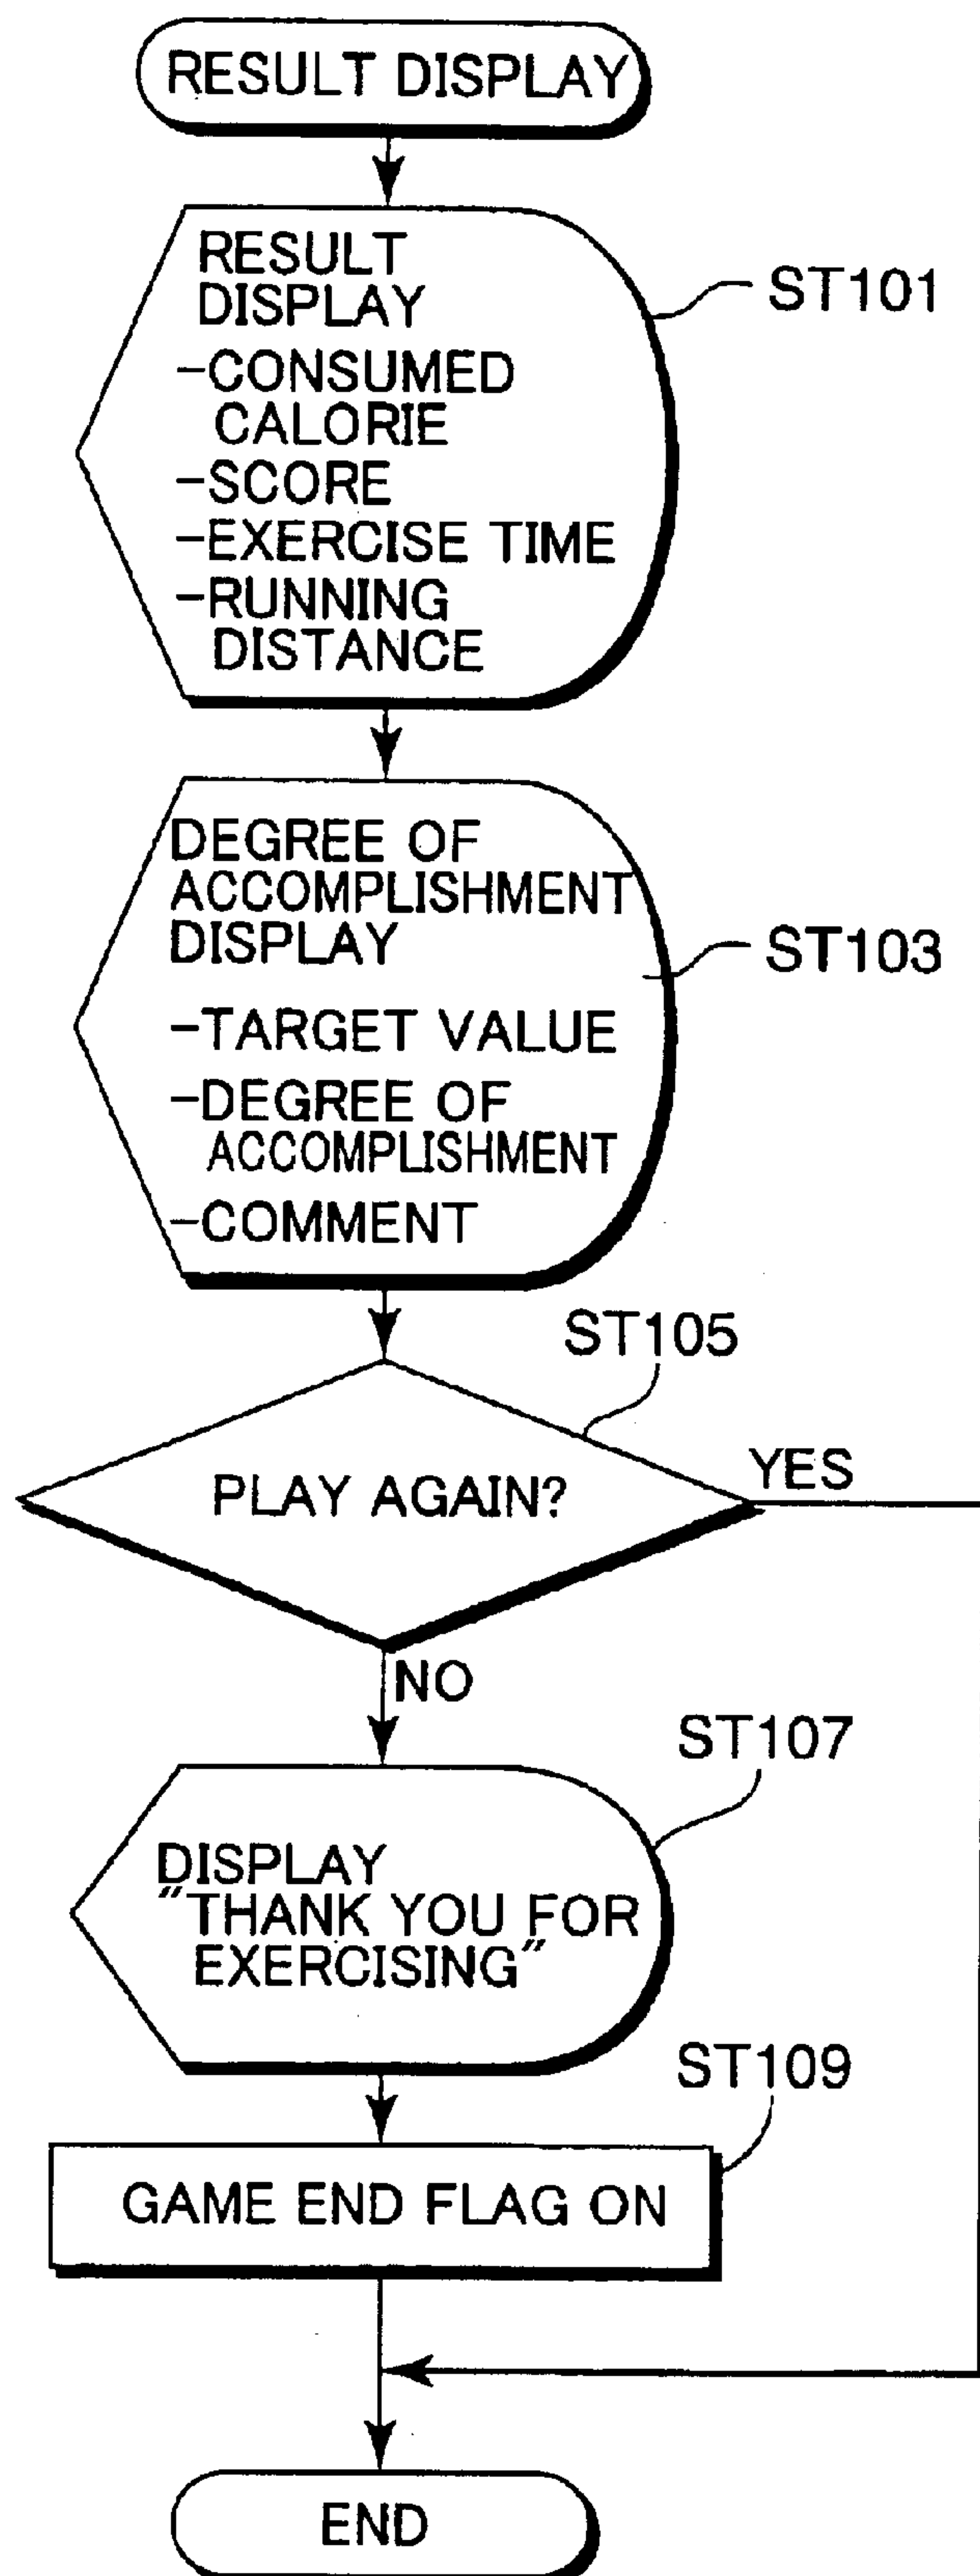 RESULT DISPLAY
RESULT
DISPLAY
-CONSUMED
CALORIE
-SCORE
-EXERCISE TIME
-RUNNING
DISTANCE
ST101
DEGREE OF
ACCOMPLISHMENT
DISPLAY
-TARGET VALUE
-DEGREE OF
ACCOMPLISHMENT
-COMMENT
ST103
ST105
PLAY AGAIN?
YES
NO
ST107
DISPLAY
"THANK YOU FOR
EXERCISING"
ST109
GAME END FLAG ON
END